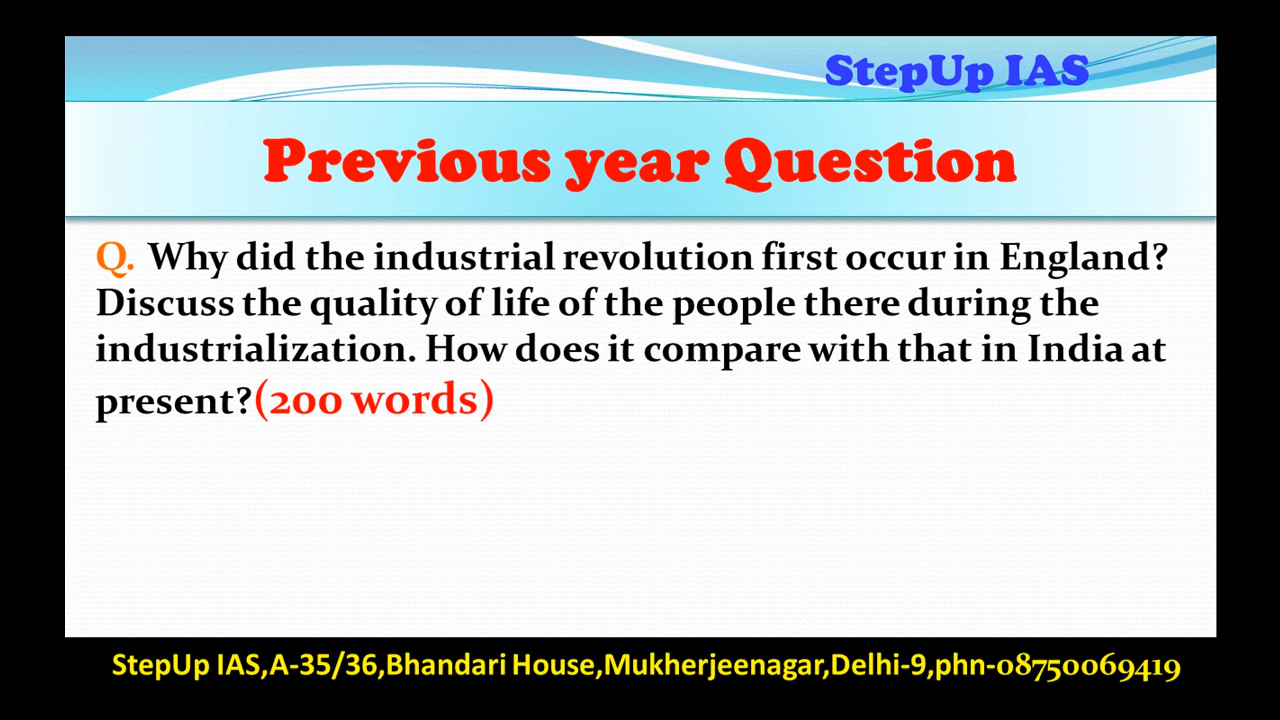 StepUp IAS
Previous year Question
Q. Why did the industrial revolution first occur in England?
Discuss the quality of life of the people there during the
industrialization. How does it compare with that in India at
present?(200 words)
StepUp IAS,A-35/36,Bhandari House,Mukherjeenagar,Delhi-9,phn-08750069419